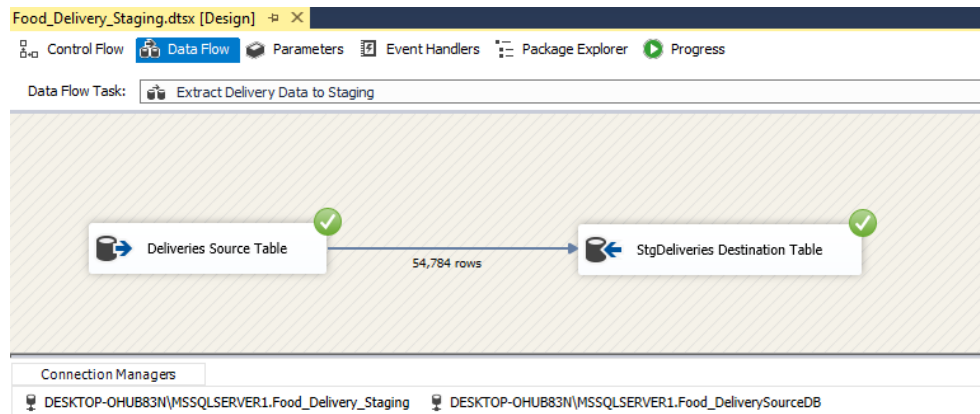 Food_Delivery_Staging.dtsx [Design]
Control Flow Data Flow Parameters Event Handlers Package Explorer Progress
Data Flow Task: Extract Delivery Data to Staging
Deliveries Source Table
54,784 rows
StgDeliveries Destination Table
Connection Managers
DESKTOP-OHUB83N\MSSQLSERVER1.Food_Delivery_Staging DESKTOP-OHUB83N\MSSQLSERVER1.Food_DeliverySourceDB